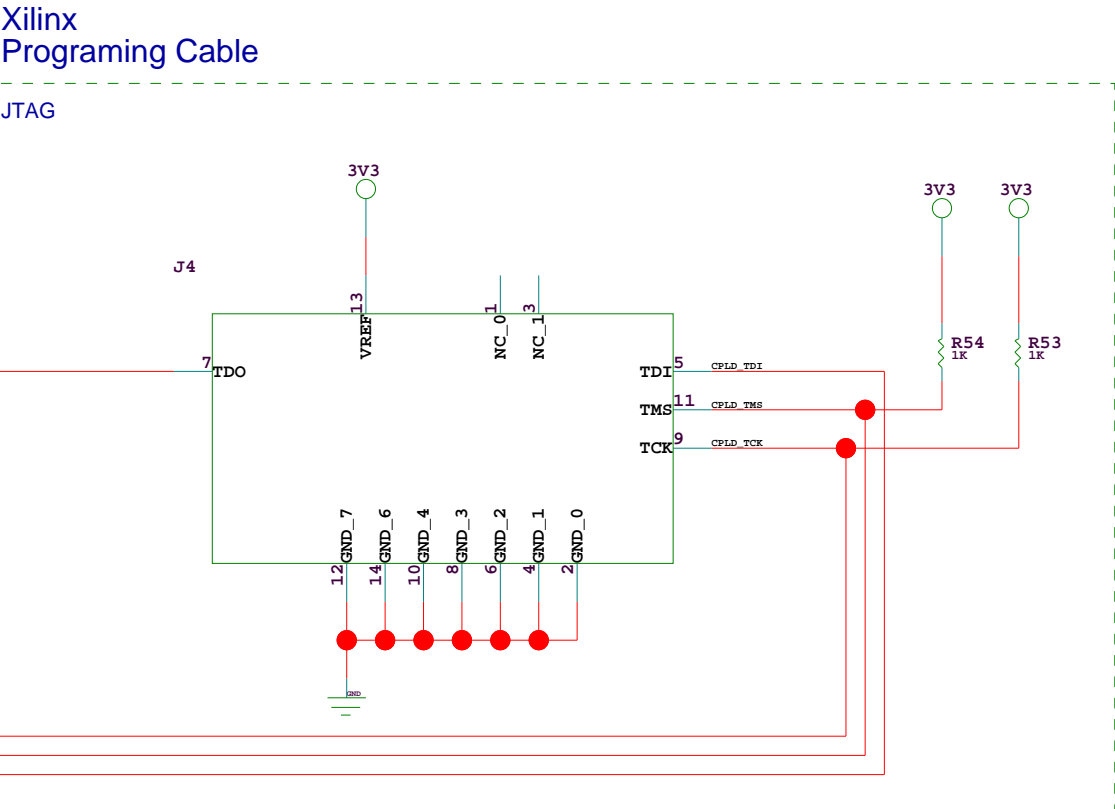 Xilinx
Programing Cable
JTAG
3V3
3V3
3V3
J4
13
1
3
VREF
NC_0
NC_1
R54
1K
R53
1K
7
TDO
TDI
5
CPLD_TDI
TMS
11
CPLD_TMS
TCK
9
CPLD_TCK
GND_7
GND_6
GND_4
GND_3
GND_2
GND_1
GND_0
12
14
10
8
6
4
2
GND